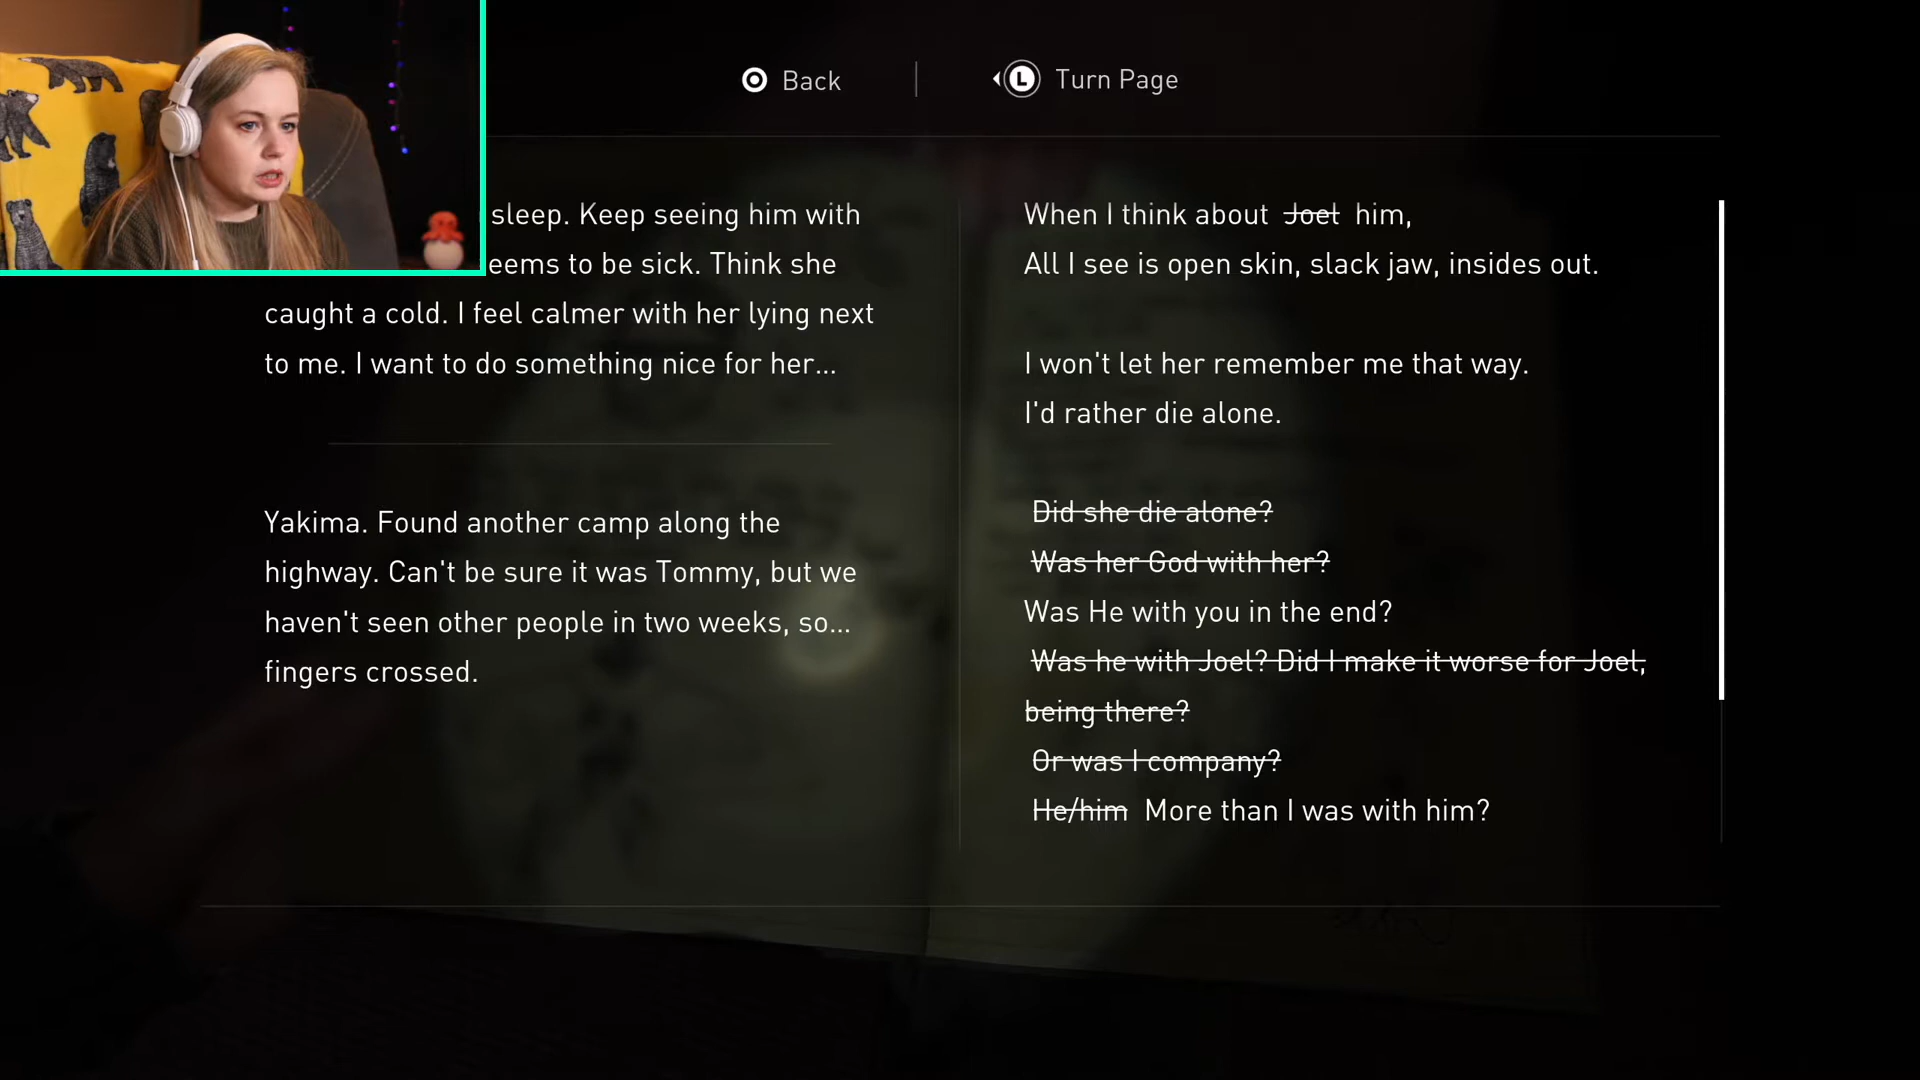 Back
L Turn Page
sleep. Keep seeing him with
eems to be sick. Think she
caught a cold. I feel calmer with her lying next
to me. I want to do something nice for her...
Yakima. Found another camp along the
highway. Can't be sure it was Tommy, but we
haven't seen other people in two weeks, so...
fingers crossed.
When I think about Joel him,
All I see is open skin, slack jaw, insides out.
I won't let her remember me that way.
I'd rather die alone.
Did she die alone?
Was her God with her?
Was He with you in the end?
Was he with Joel? Did I make it worse for Joel,
being there?
Or was I company?
He/him More than I was with him?